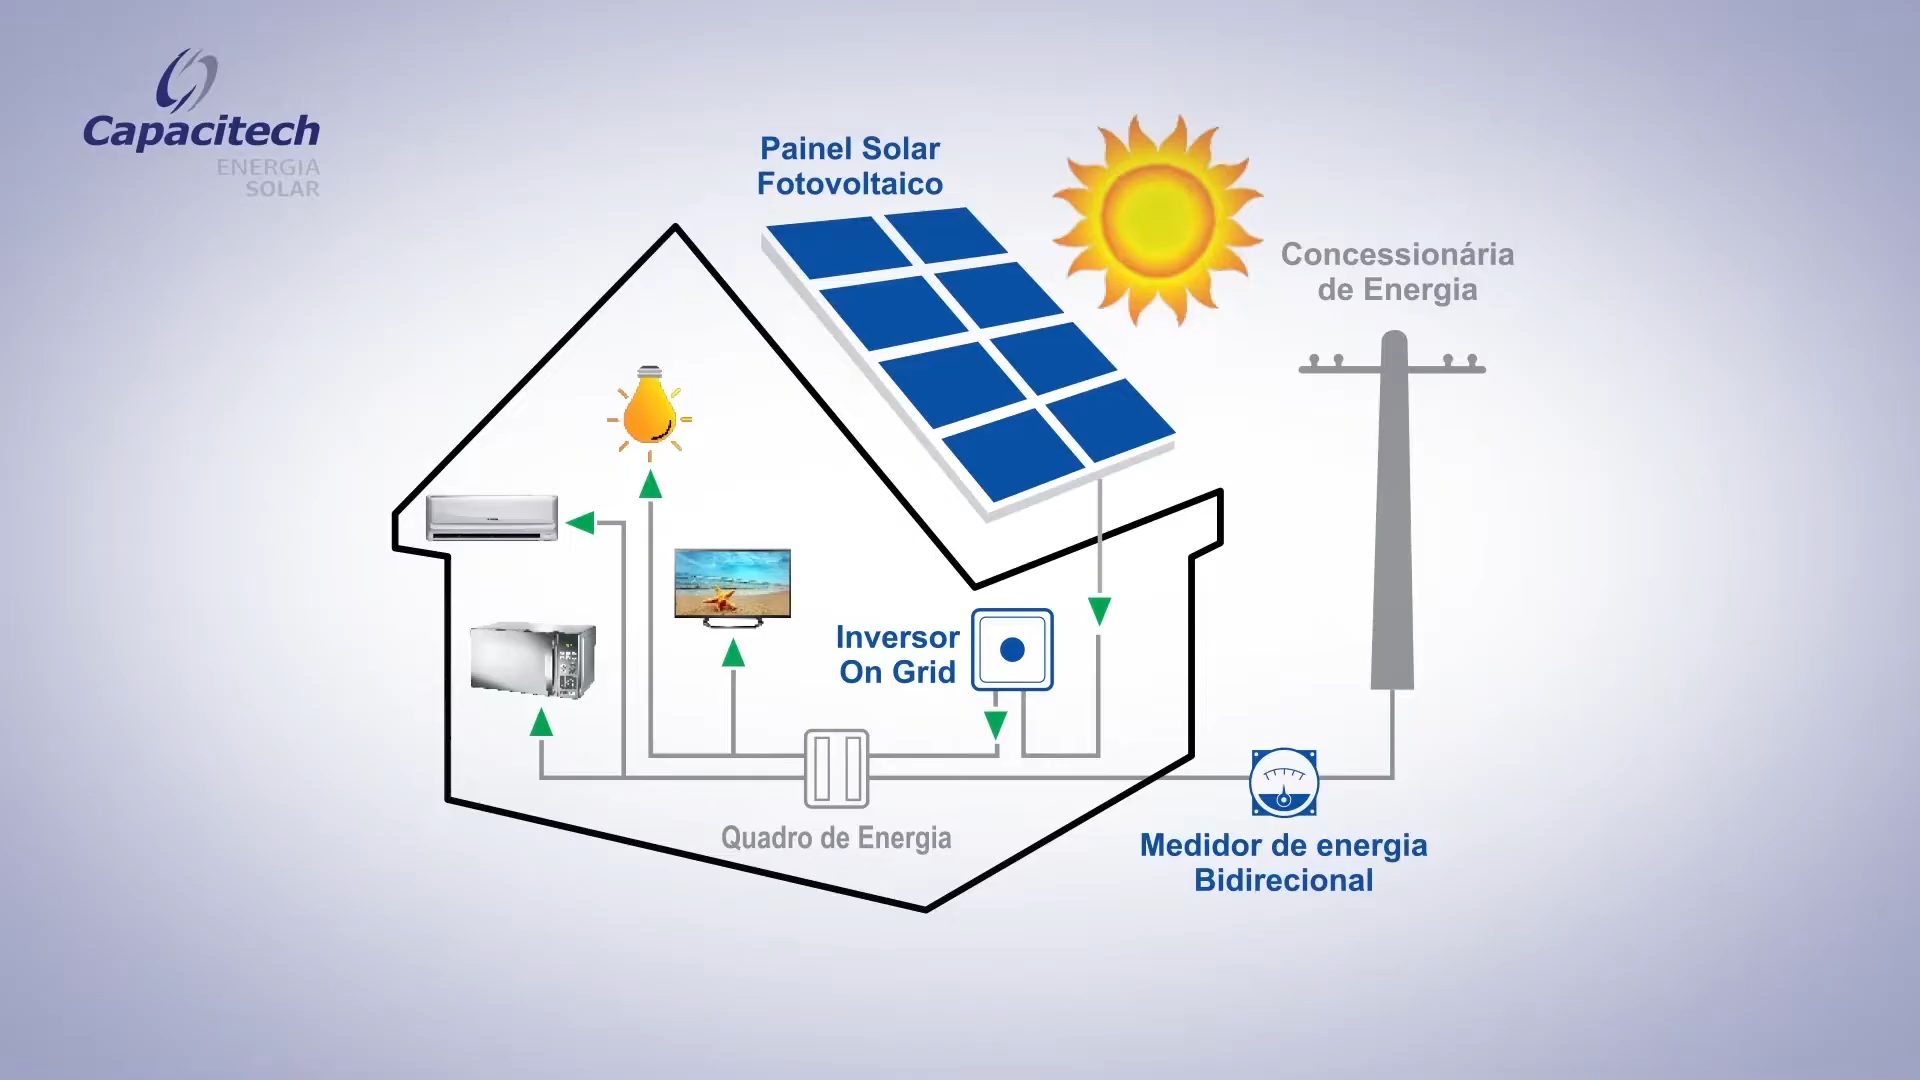 Capacitech
ENERGIA
SOLAR
Painel Solar
Fotovoltaico
Concessionária
de Energia
Inversor
On Grid
Quadro de Energia
Medidor de energia
Bidirecional